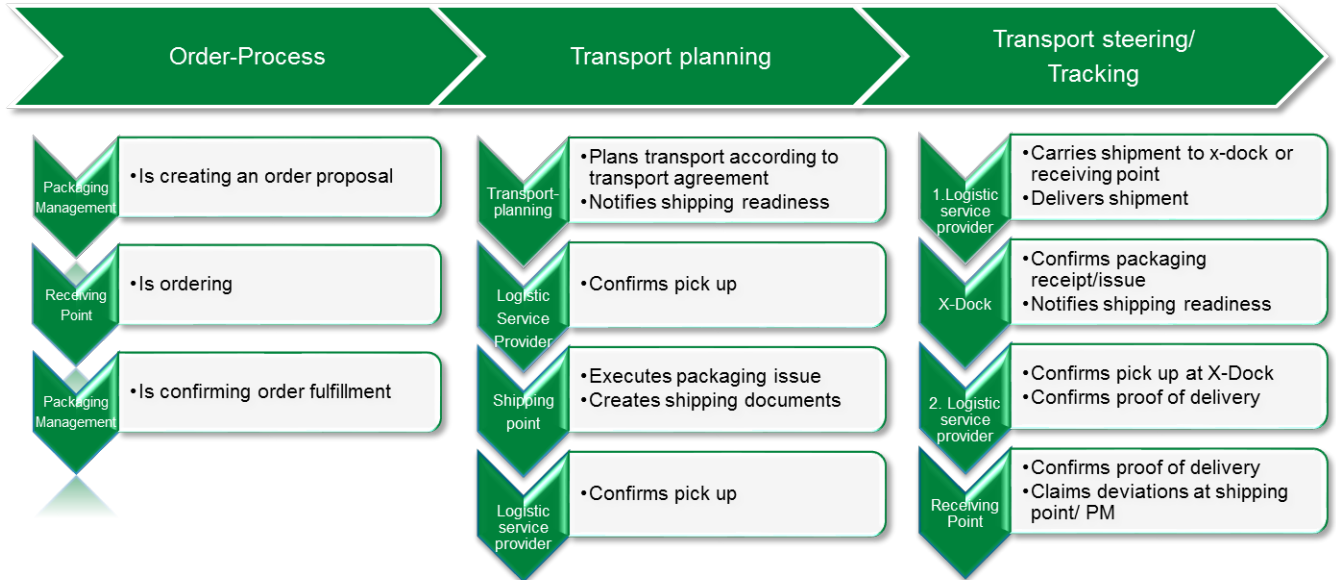 Order-Process
Transport planning
Transport steering/
Tracking
Packaging
Management
•Is creating an order proposal
Receiving
Point
•Is ordering
Packaging
Management
•Is confirming order fulfillment
Transport-
planning
•Plans transport according to
transport agreement
•Notifies shipping readiness
Logistic
Service
Provider
•Confirms pick up
Shipping
point
•Executes packaging issue
•Creates shipping documents
Logistic
service
provider
•Confirms pick up
1.Logistic
service
provider
•Carries shipment to x-dock or
receiving point
•Delivers shipment
X-Dock
•Confirms packaging
receipt/issue
•Notifies shipping readiness
2. Logistic
service
provider
•Confirms pick up at X-Dock
•Confirms proof of delivery
Receiving
Point
•Confirms proof of delivery
•Claims deviations at shipping
point/ PM